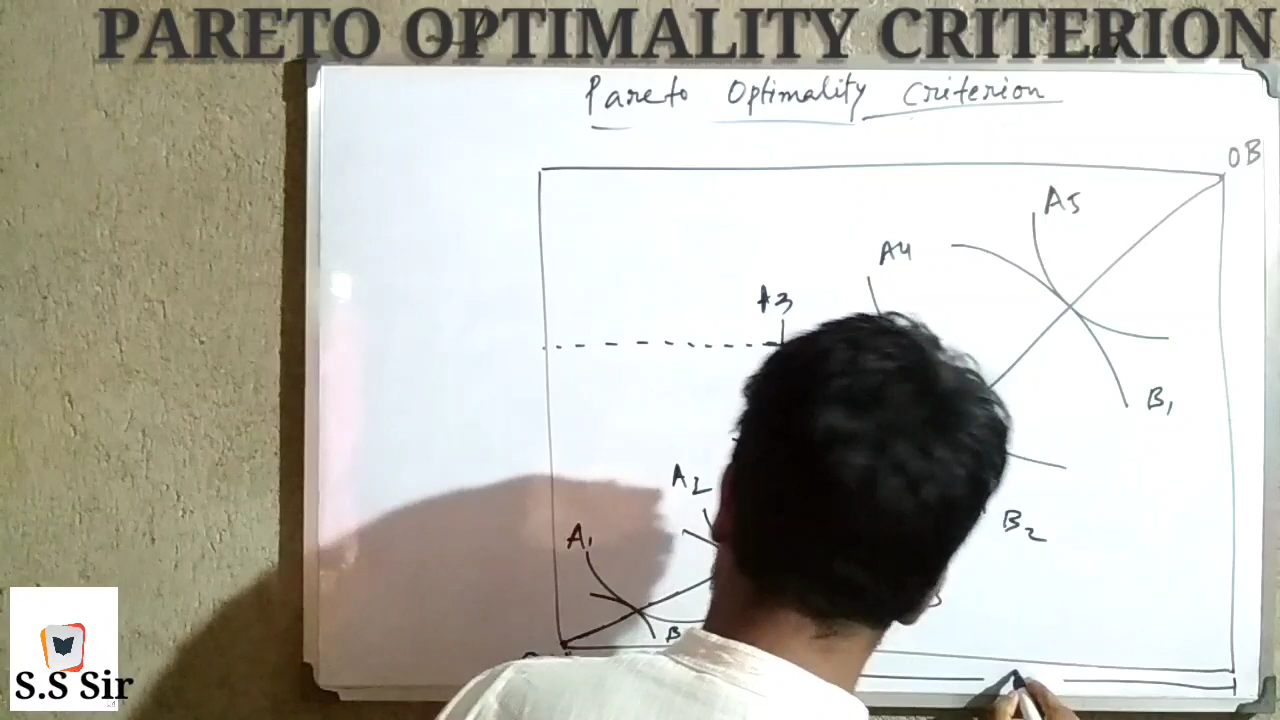 PARETO OPTIMALITY CRITERION
Pareto Optimality Criterion
OB
A5
A4
A3
B1
A2
B2
A1
B
S.S Sir